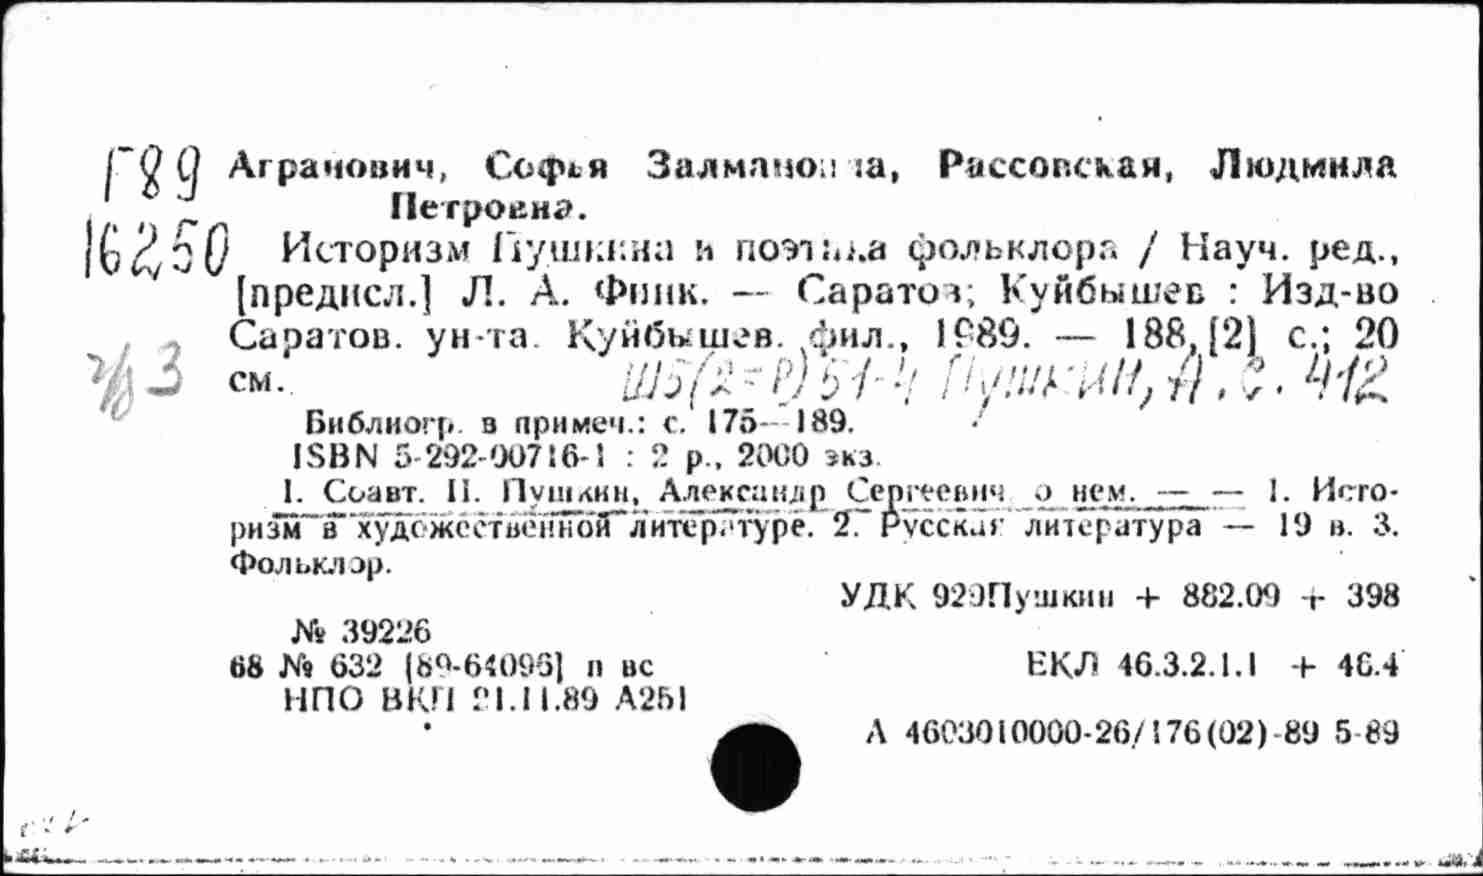 Г89 Агранович, Софья Залмановна, Рассовская, Людмила
Петровна.
16250 Историзм Пушкина и поэтика фольклора / Науч. ред.,
[предисл.] Л. А. Финк. — Саратов; Куйбышев : Изд-во
Саратов. ун-та. Куйбышев. фил., 1989. — 188,[2] с.; 20
см. Ш5(2=Р)51-4 Пушкин, А.С. 412
Библиогр. в примеч.: с. 175—189.
ISBN 5-292-00716-1 : 2 р., 2000 экз.
1. Соавт. II. Пушкин, Александр Сергеевич о нем. — — 1. Исто-
ризм в художественной литературе. 2. Русская литература — 19 в. 3.
Фольклор.
УДК 929Пушкин + 882.09 + 398
№ 39226
68 № 632 [89-64096] п вс
ЕКЛ 46.3.2.1.1 + 46.4
НПО ВКП 21.11.89 А251
А 4603010000-26/176(02)-89 5-89